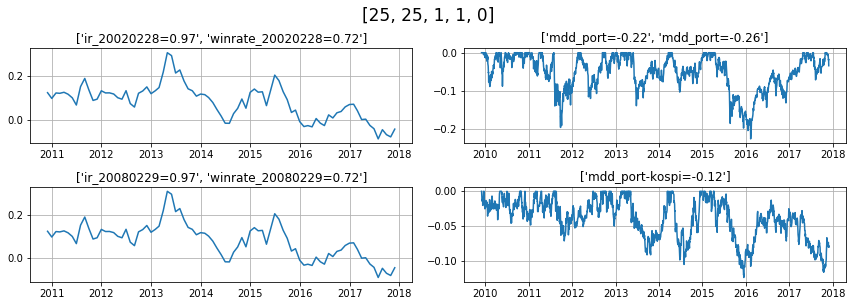 [25, 25, 1, 1, 0]
['ir_20020228=0.97', 'winrate_20020228=0.72']
0.2
0.0
2011 2012 2013 2014 2015 2016 2017 2018
['mdd_port=-0.22', 'mdd_port=-0.26']
0.0
−0.1
−0.2
2010 2011 2012 2013 2014 2015 2016 2017 2018
['ir_20080229=0.97', 'winrate_20080229=0.72']
0.2
0.0
2011 2012 2013 2014 2015 2016 2017 2018
['mdd_port-kospi=-0.12']
0.00
−0.05
−0.10
2010 2011 2012 2013 2014 2015 2016 2017 2018